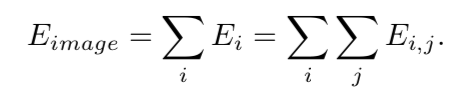 $E_{image} = \sum_{i} E_i = \sum_{i} \sum_{j} E_{i,j}.$